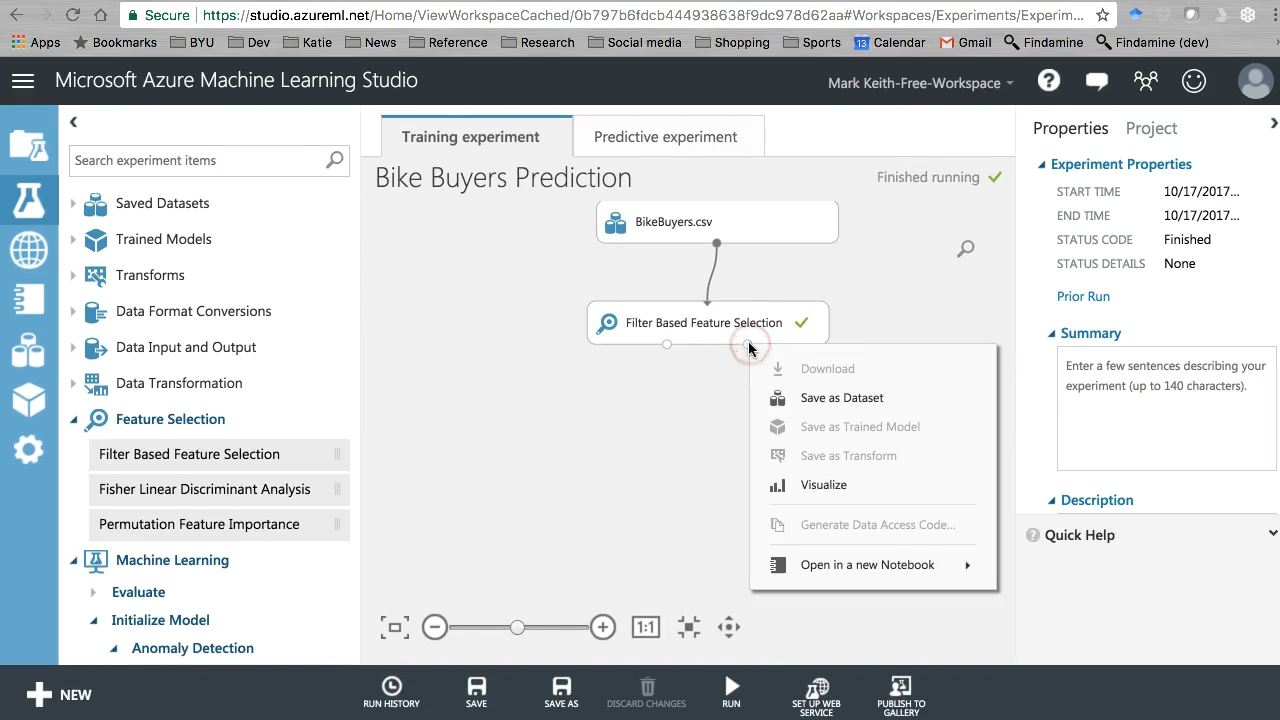 Secure
https://studio.azureml.net/Home/ViewWorkspaceCached/0b797b6fdcb444938638f9dc978d62aa#Workspaces/Experiments/Experim...
Apps
Bookmarks
BYU
Dev
Katie
News
Reference
Research
Social media
Shopping
Sports
13 Calendar
Gmail
Findamine
Findamine (dev)
Microsoft Azure Machine Learning Studio
Mark Keith-Free-Workspace
?
Search experiment items
Saved Datasets
Trained Models
Transforms
Data Format Conversions
Data Input and Output
Data Transformation
Feature Selection
Filter Based Feature Selection
Fisher Linear Discriminant Analysis
Permutation Feature Importance
Machine Learning
Evaluate
Initialize Model
Anomaly Detection
Training experiment
Predictive experiment
Bike Buyers Prediction
Finished running
BikeBuyers.csv
Filter Based Feature Selection
Download
Save as Dataset
Save as Trained Model
Save as Transform
Visualize
Generate Data Access Code...
Open in a new Notebook
1:1
Properties
Project
Experiment Properties
START TIME 10/17/2017...
END TIME 10/17/2017...
STATUS CODE Finished
STATUS DETAILS None
Prior Run
Summary
Enter a few sentences describing your
experiment (up to 140 characters).
Description
? Quick Help
NEW
RUN HISTORY
SAVE
SAVE AS
DISCARD CHANGES
RUN
SET UP WEB
SERVICE
PUBLISH TO
GALLERY